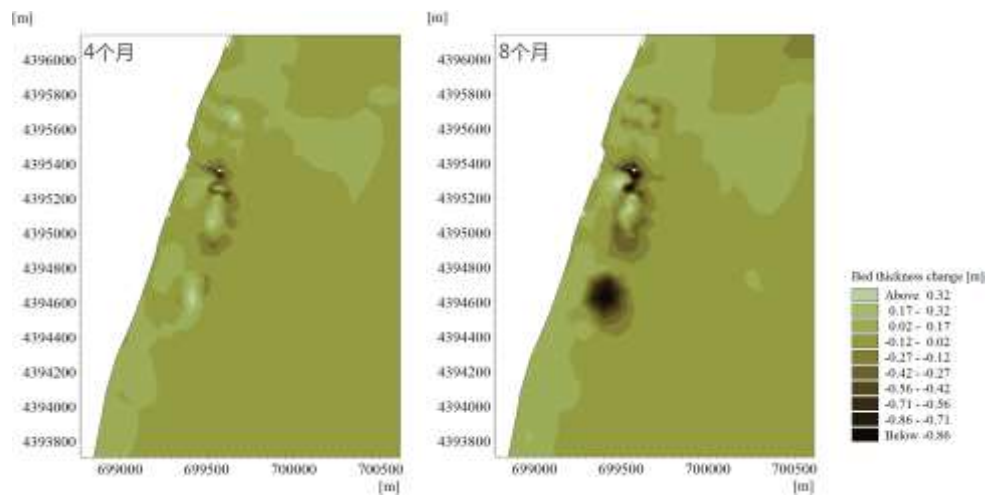 [m]
4个月
4396000
4395800
4395600
4395400
4395200
4395000
4394800
4394600
4394400
4394200
4394000
4393800
699000 699500 700000 700500
[m]
[m]
8个月
4396000
4395800
4395600
4395400
4395200
4395000
4394800
4394600
4394400
4394200
4394000
4393800
699000 699500 700000 700500
[m]
Bed thickness change [m]
Above 0.32
0.17 - 0.32
0.02 - 0.17
-0.12 - 0.02
-0.27 - -0.12
-0.42 - -0.27
-0.56 - -0.42
-0.71 - -0.56
-0.86 - -0.71
Below -0.86